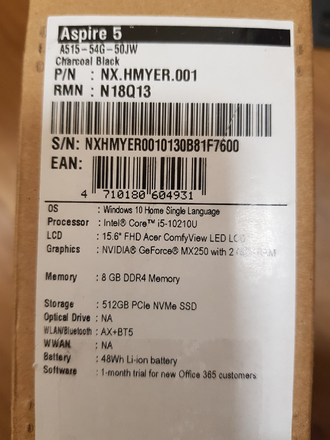 Aspire 5
A515-54G-50JW
Charcoal Black
P/N : NX.HMYER.001
RMN : N18Q13
S/N: NXHMYER0010130B81F7600
EAN:
4 710180 604931
OS : Windows 10 Home Single Language
Processor : Intel® Core™ i5-10210U
LCD : 15.6" FHD Acer ComfyView LED LCD
Graphics : NVIDIA® GeForce® MX250 with 2
Memory : 8 GB DDR4 Memory
Storage : 512GB PCIe NVMe SSD
Optical Drive : NA
WLAN/Bluetooth : AX+BT5
WWAN : NA
Battery : 48Wh Li-ion battery
Software : 1-month trial for new Office 365 customers.